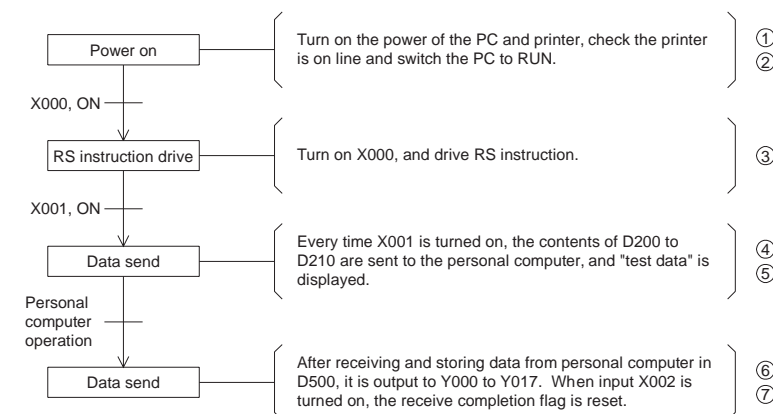 Power on
Turn on the power of the PC and printer, check the printer
is on line and switch the PC to RUN.
①
②
X000, ON
RS instruction drive
Turn on X000, and drive RS instruction.
③
X001, ON
Data send
Every time X001 is turned on, the contents of D200 to
D210 are sent to the personal computer, and "test data" is
displayed.
④
⑤
Personal
computer
operation
Data send
After receiving and storing data from personal computer in
D500, it is output to Y000 to Y017. When input X002 is
turned on, the receive completion flag is reset.
⑥
⑦